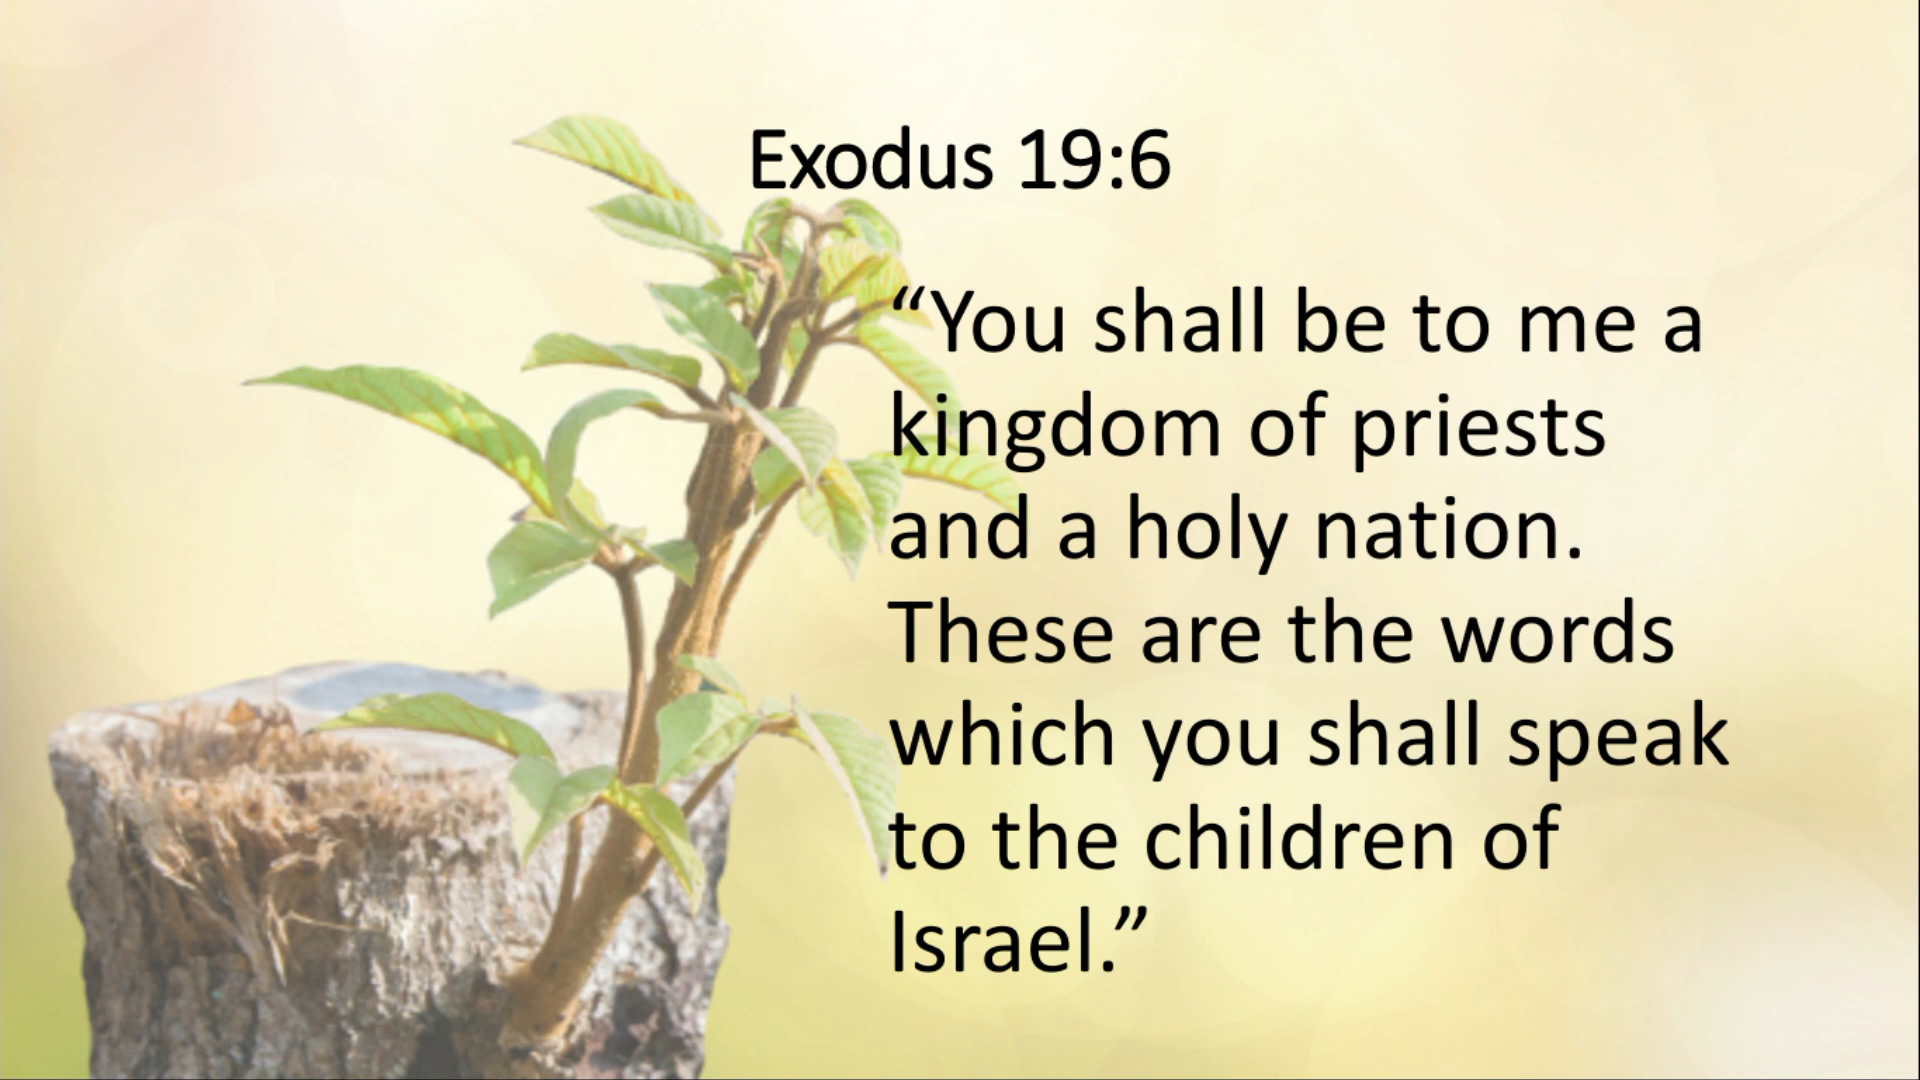 Exodus 19:6
“You shall be to me a
kingdom of priests
and a holy nation.
These are the words
which you shall speak
to the children of
Israel.”